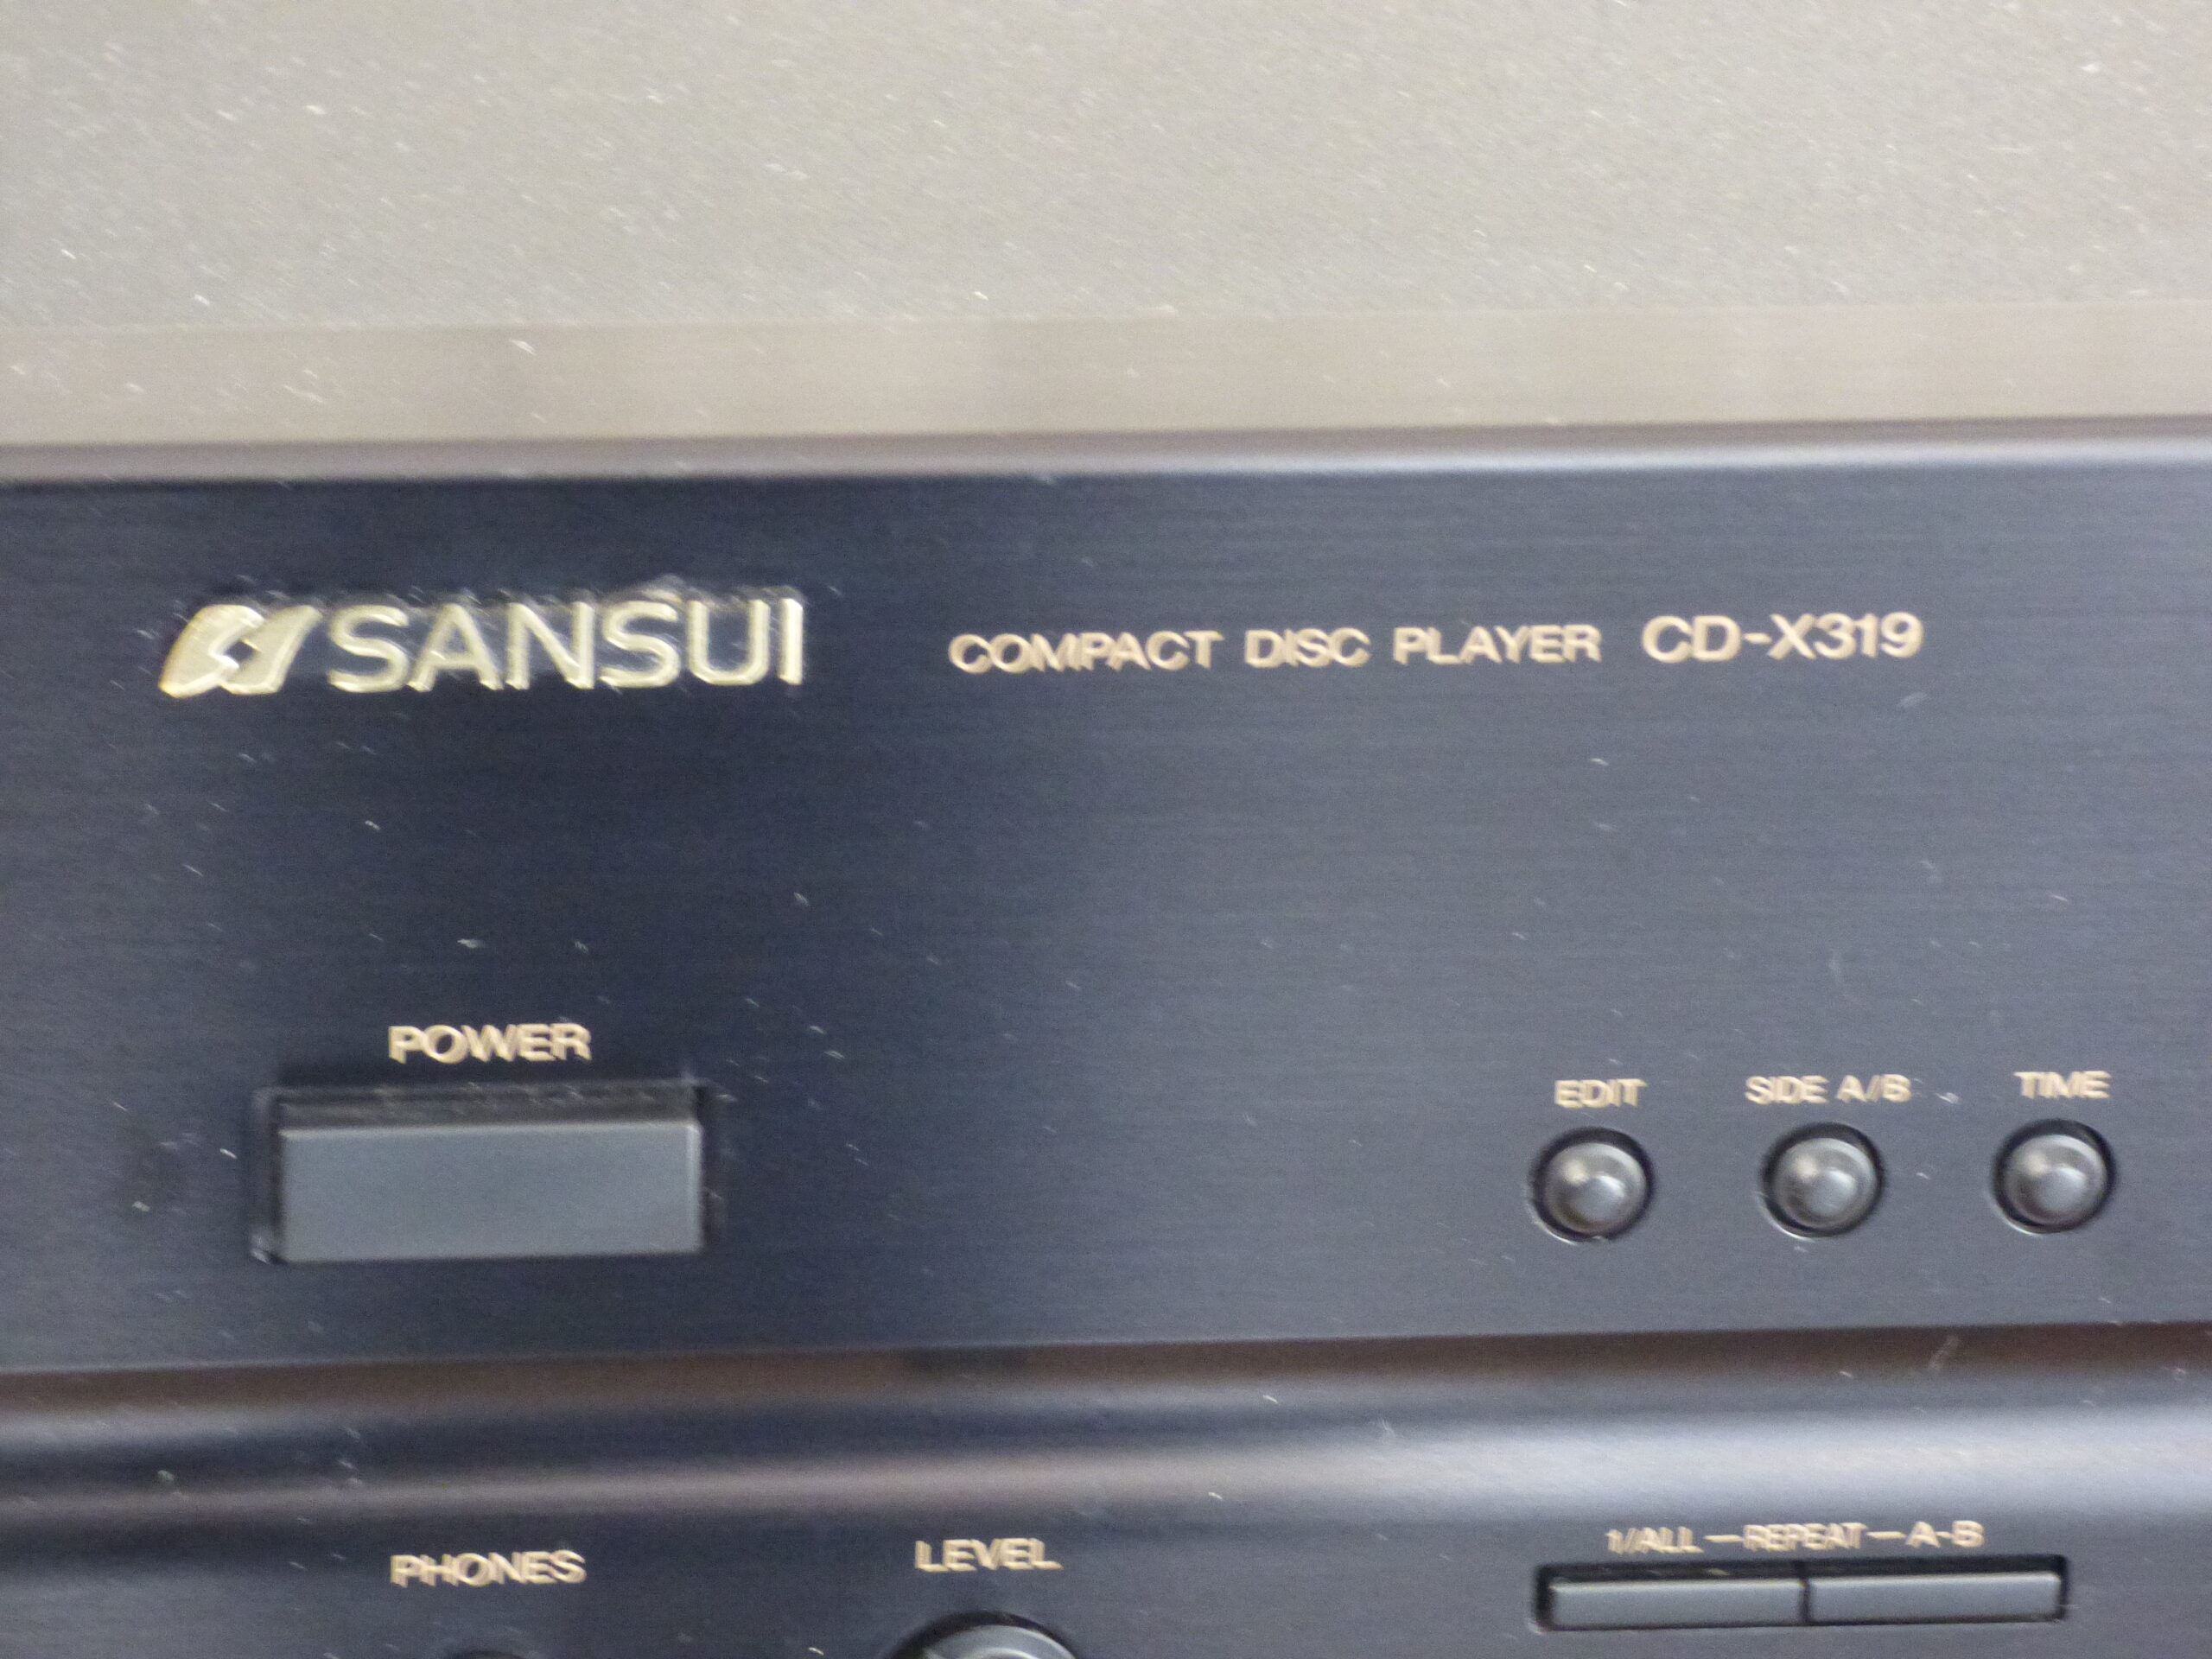 SANSUI COMPACT DISC PLAYER CD-X319
POWER
EDIT SIDE A/B TIME
PHONES LEVEL 1/ALL—REPEAT—A-B